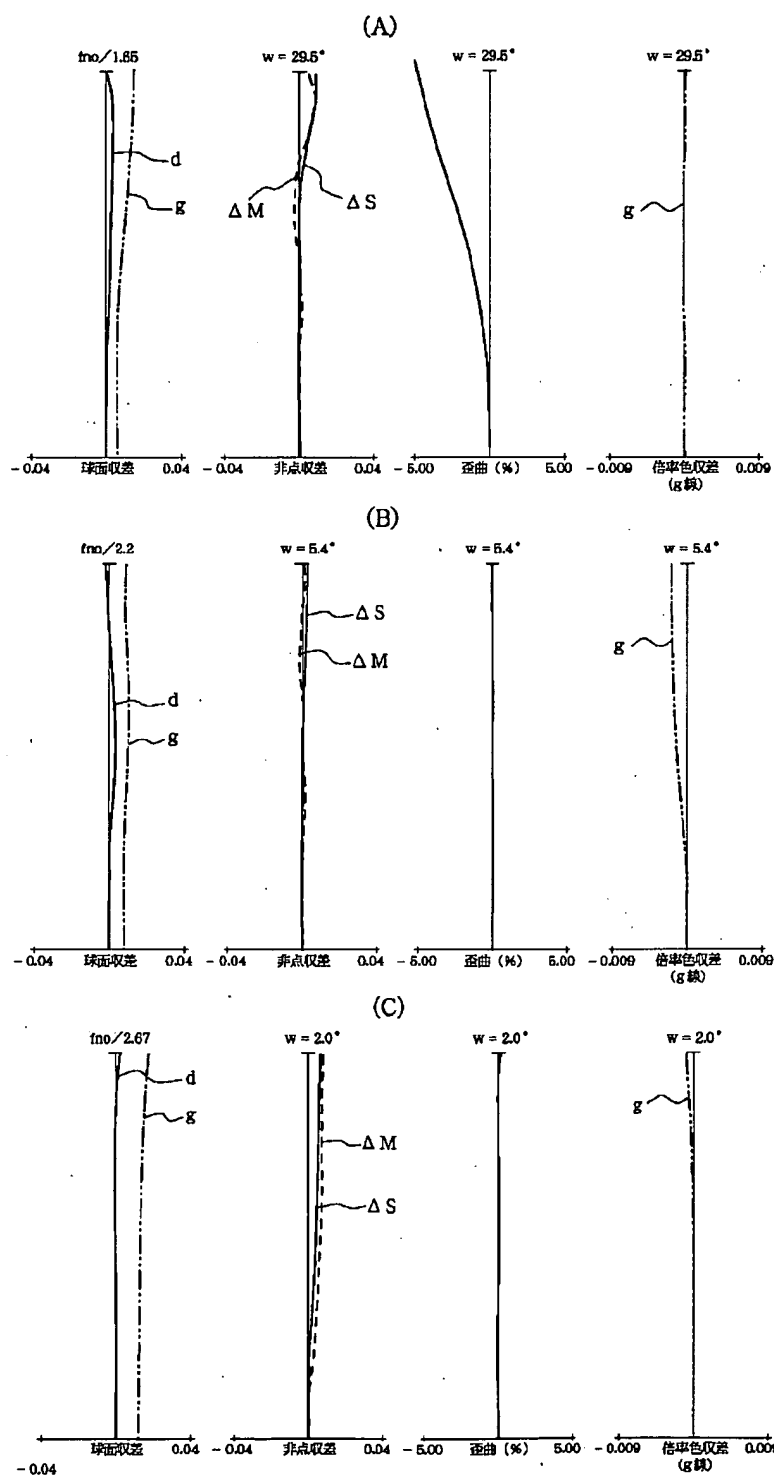 (A)
fno/1.65 w=29.5° w=29.5° w=29.5°
d
g
ΔM ΔS
g
-0.04 球面収差 0.04 -0.04 非点収差 0.04 -5.00 歪曲(%) 5.00 -0.009 倍率色収差 0.009
(g線)
(B)
fno/2.2 w=5.4° w=5.4° w=5.4°
ΔS
g
ΔM
d
g
-0.04 球面収差 0.04 -0.04 非点収差 0.04 -5.00 歪曲(%) 5.00 -0.009 倍率色収差 0.009
(g線)
(C)
fno/2.67 w=2.0° w=2.0° w=2.0°
d
g
g
ΔM
ΔS
球面収差 0.04 -0.04 非点収差 0.04 -5.00 歪曲(%) 5.00 -0.009 倍率色収差 0.009
-0.04 (g線)